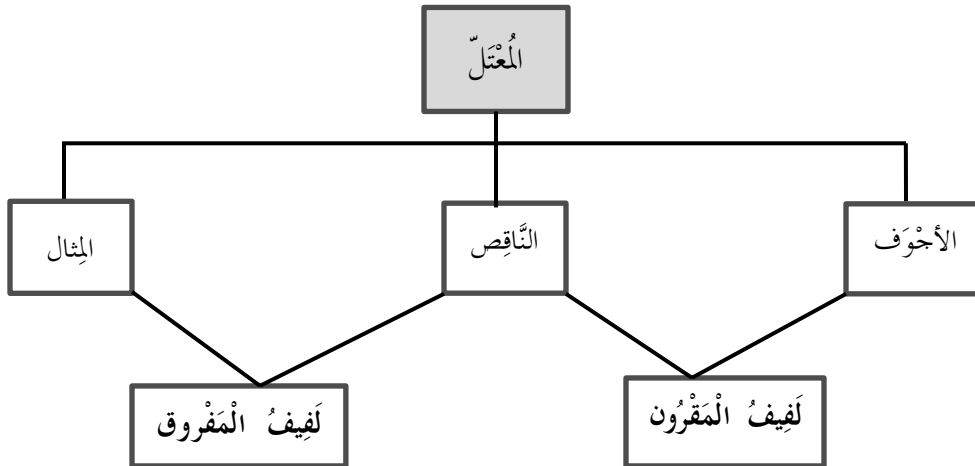 المُعْتَلّ
الأجْوَف
النَّاقِص
المِثال
لَفِيفُ الْمَقْرُون
لَفِيفُ الْمَفْروق